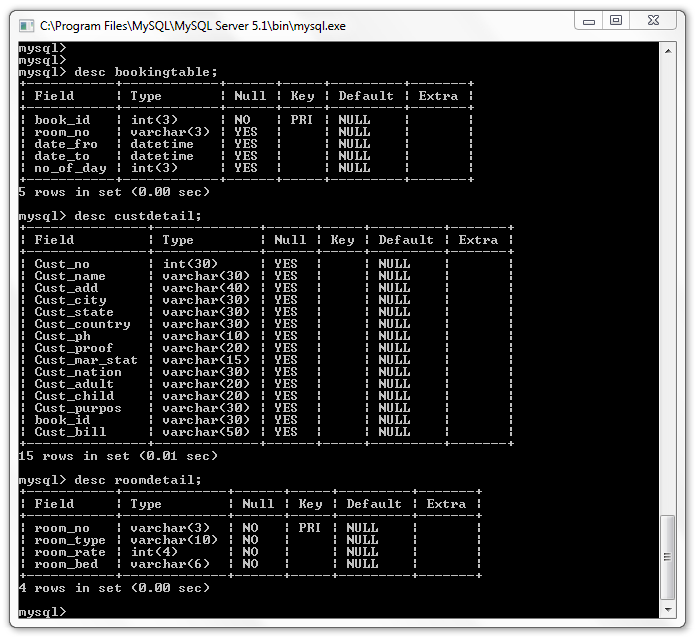 C:\Program Files\MySQL\MySQL Server 5.1\bin\mysql.exe
mysql>
mysql>
mysql> desc bookingtable;
+-----------+------------+------+-----+---------+-------+
| Field     | Type       | Null | Key | Default | Extra |
+-----------+------------+------+-----+---------+-------+
| book_id   | int(3)     | NO   | PRI | NULL    |       |
| room_no   | varchar(3) | YES  |     | NULL    |       |
| date_fro  | datetime   | YES  |     | NULL    |       |
| date_to   | datetime   | YES  |     | NULL    |       |
| no_of_day | int(3)     | YES  |     | NULL    |       |
+-----------+------------+------+-----+---------+-------+
5 rows in set (0.00 sec)
mysql> desc custdetail;
+---------------+-------------+------+-----+---------+-------+
| Field         | Type        | Null | Key | Default | Extra |
+---------------+-------------+------+-----+---------+-------+
| Cust_no       | int(30)     | YES  |     | NULL    |       |
| Cust_name     | varchar(30) | YES  |     | NULL    |       |
| Cust_add      | varchar(40) | YES  |     | NULL    |       |
| Cust_city     | varchar(30) | YES  |     | NULL    |       |
| Cust_state    | varchar(30) | YES  |     | NULL    |       |
| Cust_country  | varchar(30) | YES  |     | NULL    |       |
| Cust_ph       | varchar(10) | YES  |     | NULL    |       |
| Cust_proof    | varchar(20) | YES  |     | NULL    |       |
| Cust_mar_stat | varchar(15) | YES  |     | NULL    |       |
| Cust_nation   | varchar(30) | YES  |     | NULL    |       |
| Cust_adult    | varchar(20) | YES  |     | NULL    |       |
| Cust_child    | varchar(20) | YES  |     | NULL    |       |
| Cust_purpos   | varchar(30) | YES  |     | NULL    |       |
| book_id       | varchar(30) | YES  |     | NULL    |       |
| Cust_bill     | varchar(50) | YES  |     | NULL    |       |
+---------------+-------------+------+-----+---------+-------+
15 rows in set (0.01 sec)
mysql> desc roomdetail;
+-----------+-------------+------+-----+---------+-------+
| Field     | Type        | Null | Key | Default | Extra |
+-----------+-------------+------+-----+---------+-------+
| room_no   | varchar(3)  | NO   | PRI | NULL    |       |
| room_type | varchar(10) | NO   |     | NULL    |       |
| room_rate | int(4)      | NO   |     | NULL    |       |
| room_bed  | varchar(6)  | NO   |     | NULL    |       |
+-----------+-------------+------+-----+---------+-------+
4 rows in set (0.00 sec)
mysql>